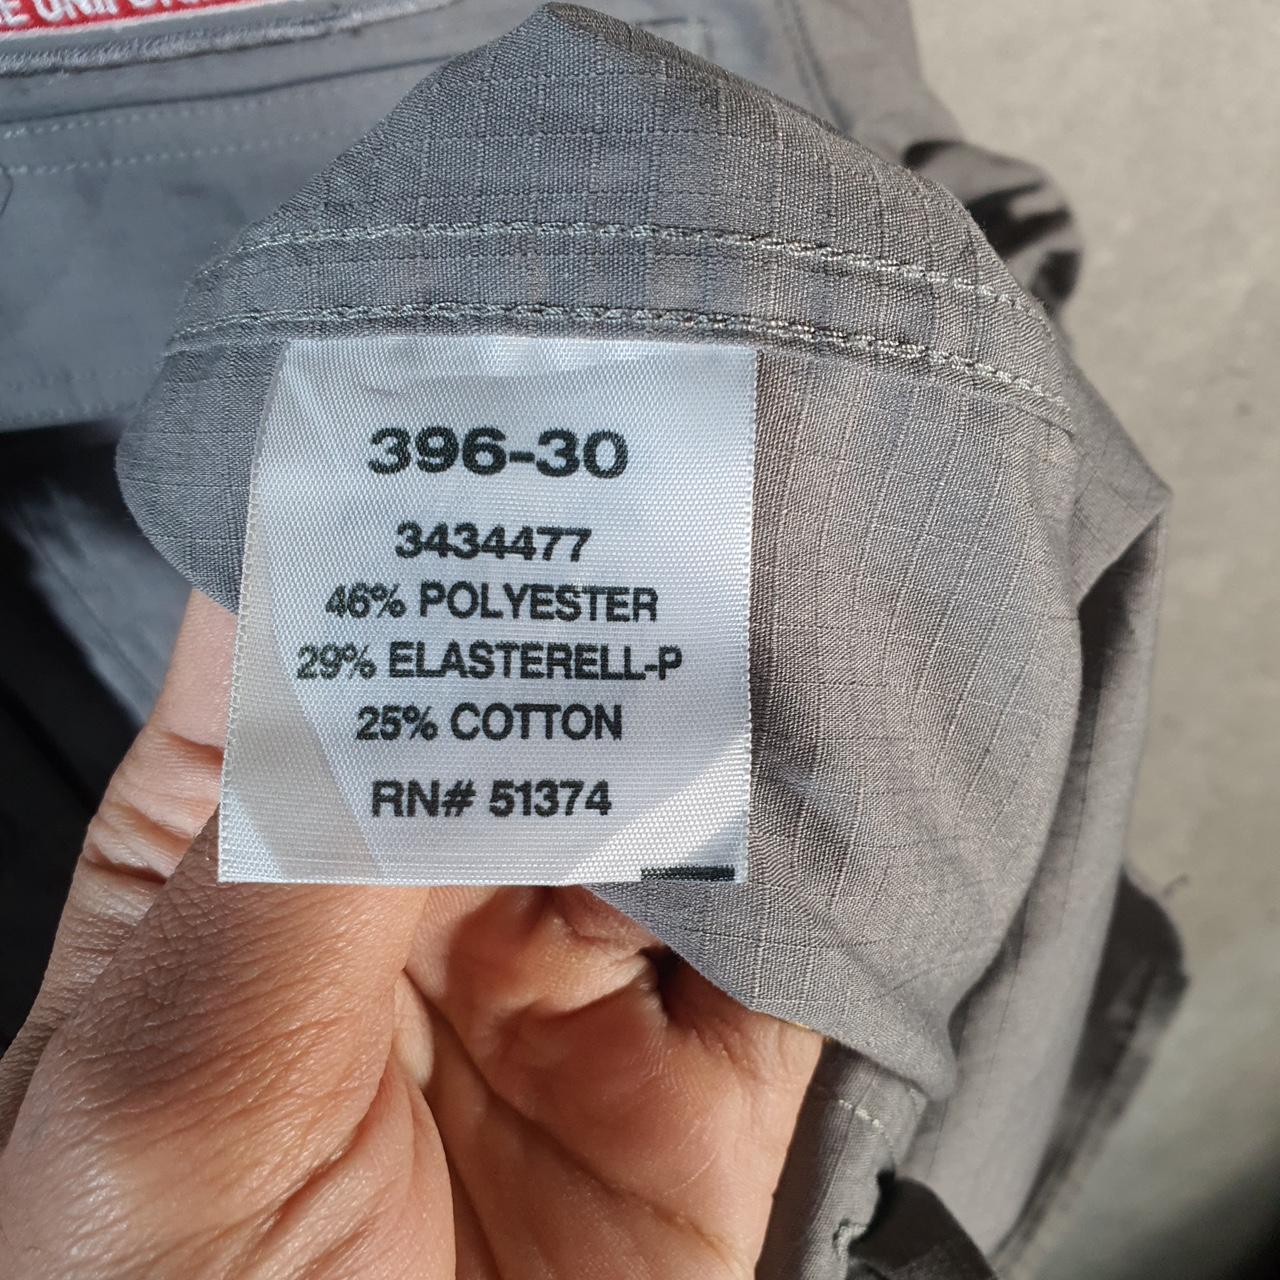 396-30
3434477
46% POLYESTER
29% ELASTERELL-P
25% COTTON
RN# 51374